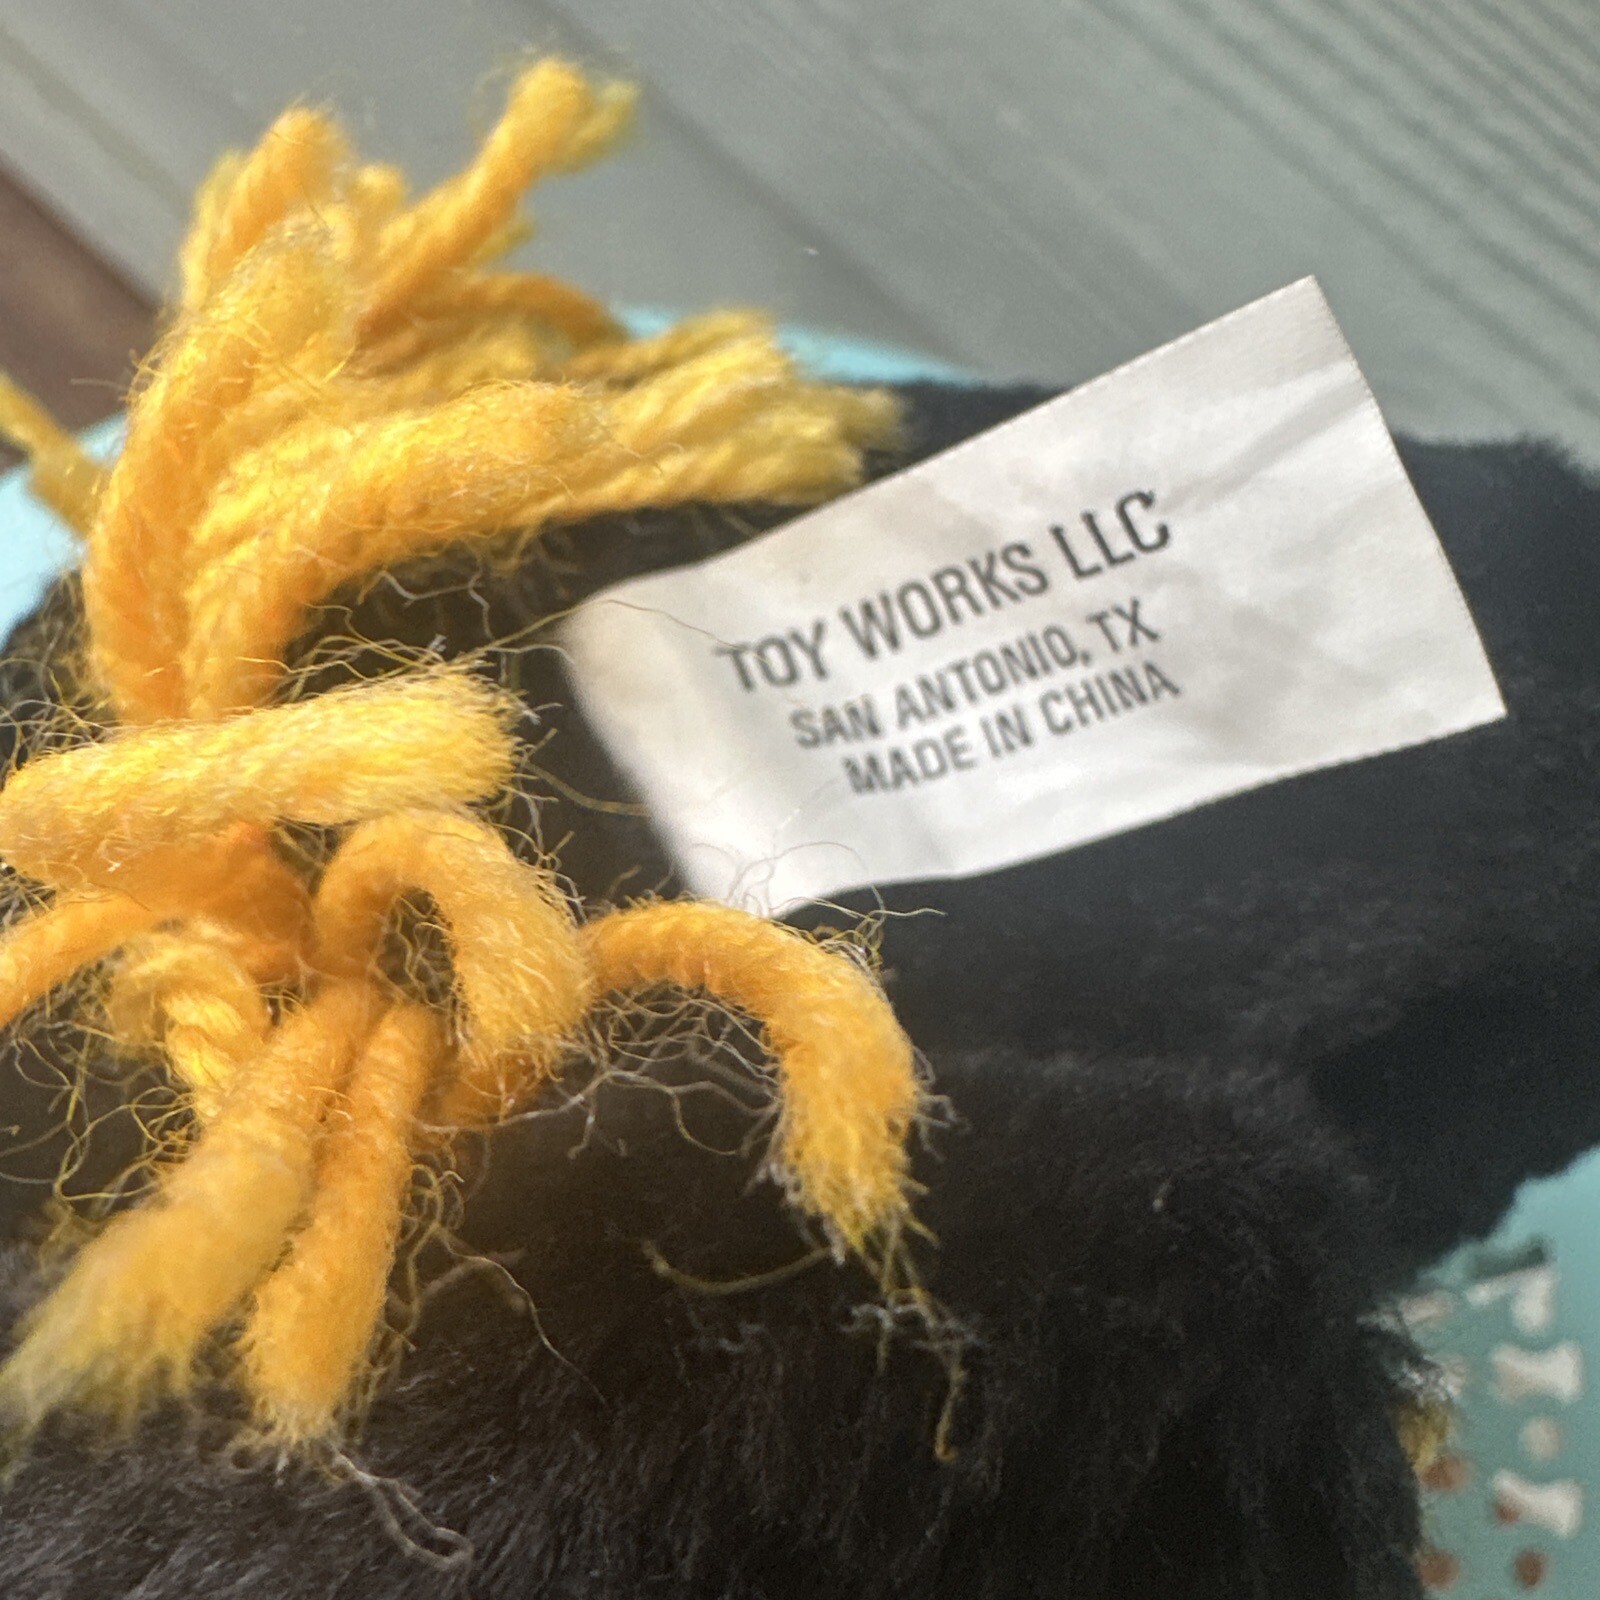 TOY WORKS LLC
SAN ANTONIO, TX
MADE IN CHINA